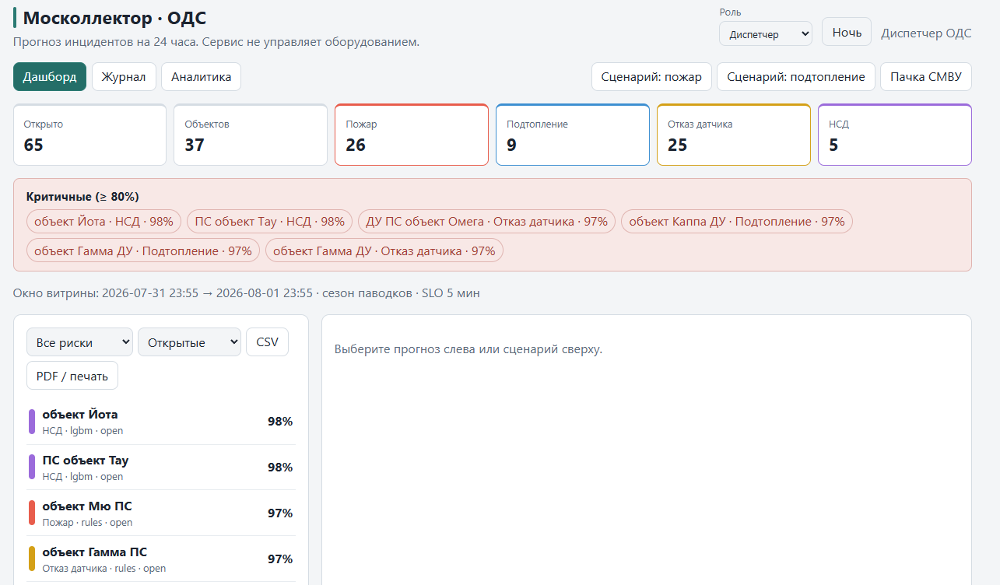 Москоллектор · ОДС
Прогноз инцидентов на 24 часа. Сервис не управляет оборудованием.
Роль
Диспетчер
Ночь
Диспетчер ОДС
Дашборд
Журнал
Аналитика
Сценарий: пожар
Сценарий: подтопление
Пачка СМВУ
Открыто
65
Объектов
37
Пожар
26
Подтопление
9
Отказ датчика
25
НСД
5
Критичные (≥ 80%)
объект Йота · НСД · 98%
ПС объект Тау · НСД · 98%
ДУ ПС объект Омега · Отказ датчика · 97%
объект Каппа ДУ · Подтопление · 97%
объект Гамма ДУ · Подтопление · 97%
объект Гамма ДУ · Отказ датчика · 97%
Окно витрины: 2026-07-31 23:55 → 2026-08-01 23:55 · сезон паводков · SLO 5 мин
Все риски
Открытые
CSV
PDF / печать
Выберите прогноз слева или сценарий сверху.
объект Йота
НСД · lgbm · open
98%
ПС объект Тау
НСД · lgbm · open
98%
объект Мю ПС
Пожар · rules · open
97%
объект Гамма ПС
Отказ датчика · rules · open
97%